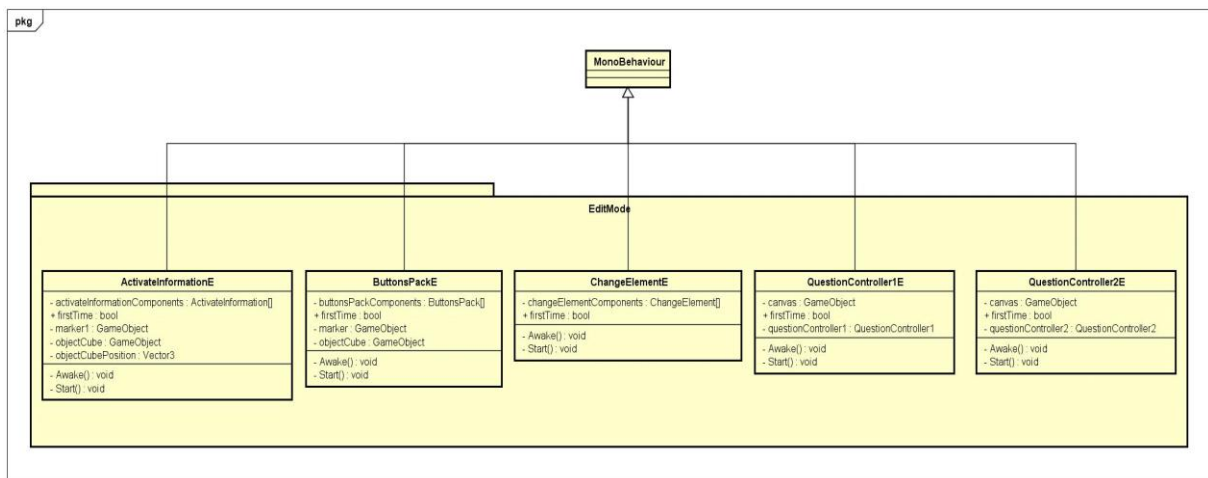 pkg
MonoBehaviour
EditMode
ActivateInformationE
- activateInformationComponents : ActivateInformation[]
+ firstTime : bool
- marker1 : GameObject
- objectCube : GameObject
- objectCubePosition : Vector3
- Awake() : void
- Start() : void
ButtonsPackE
- buttonsPackComponents : ButtonsPack[]
+ firstTime : bool
- marker : GameObject
- objectCube : GameObject
- Awake() : void
- Start() : void
ChangeElementE
- changeElementComponents : ChangeElement[]
+ firstTime : bool
- Awake() : void
- Start() : void
QuestionController1E
- canvas : GameObject
+ firstTime : bool
- questionController1 : QuestionController1
- Awake() : void
- Start() : void
QuestionController2E
- canvas : GameObject
+ firstTime : bool
- questionController2 : QuestionController2
- Awake() : void
- Start() : void